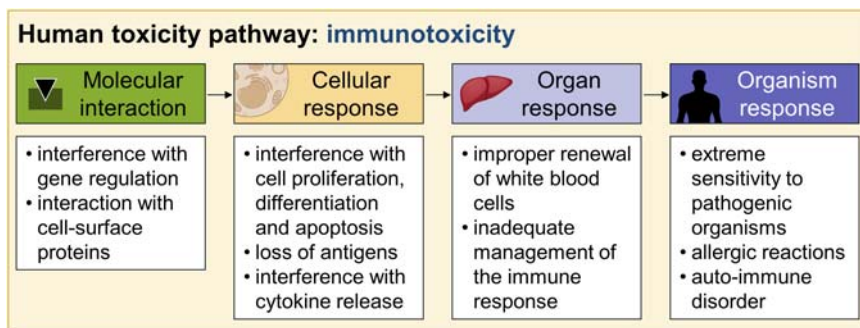 Human toxicity pathway: immunotoxicity
Molecular
interaction
• interference with
gene regulation
• interaction with
cell-surface
proteins
Cellular
response
• interference with
cell proliferation,
differentiation
and apoptosis
• loss of antigens
• interference with
cytokine release
Organ
response
• improper renewal
of white blood
cells
• inadequate
management of
the immune
response
Organism
response
• extreme
sensitivity to
pathogenic
organisms
• allergic reactions
• auto-immune
disorder